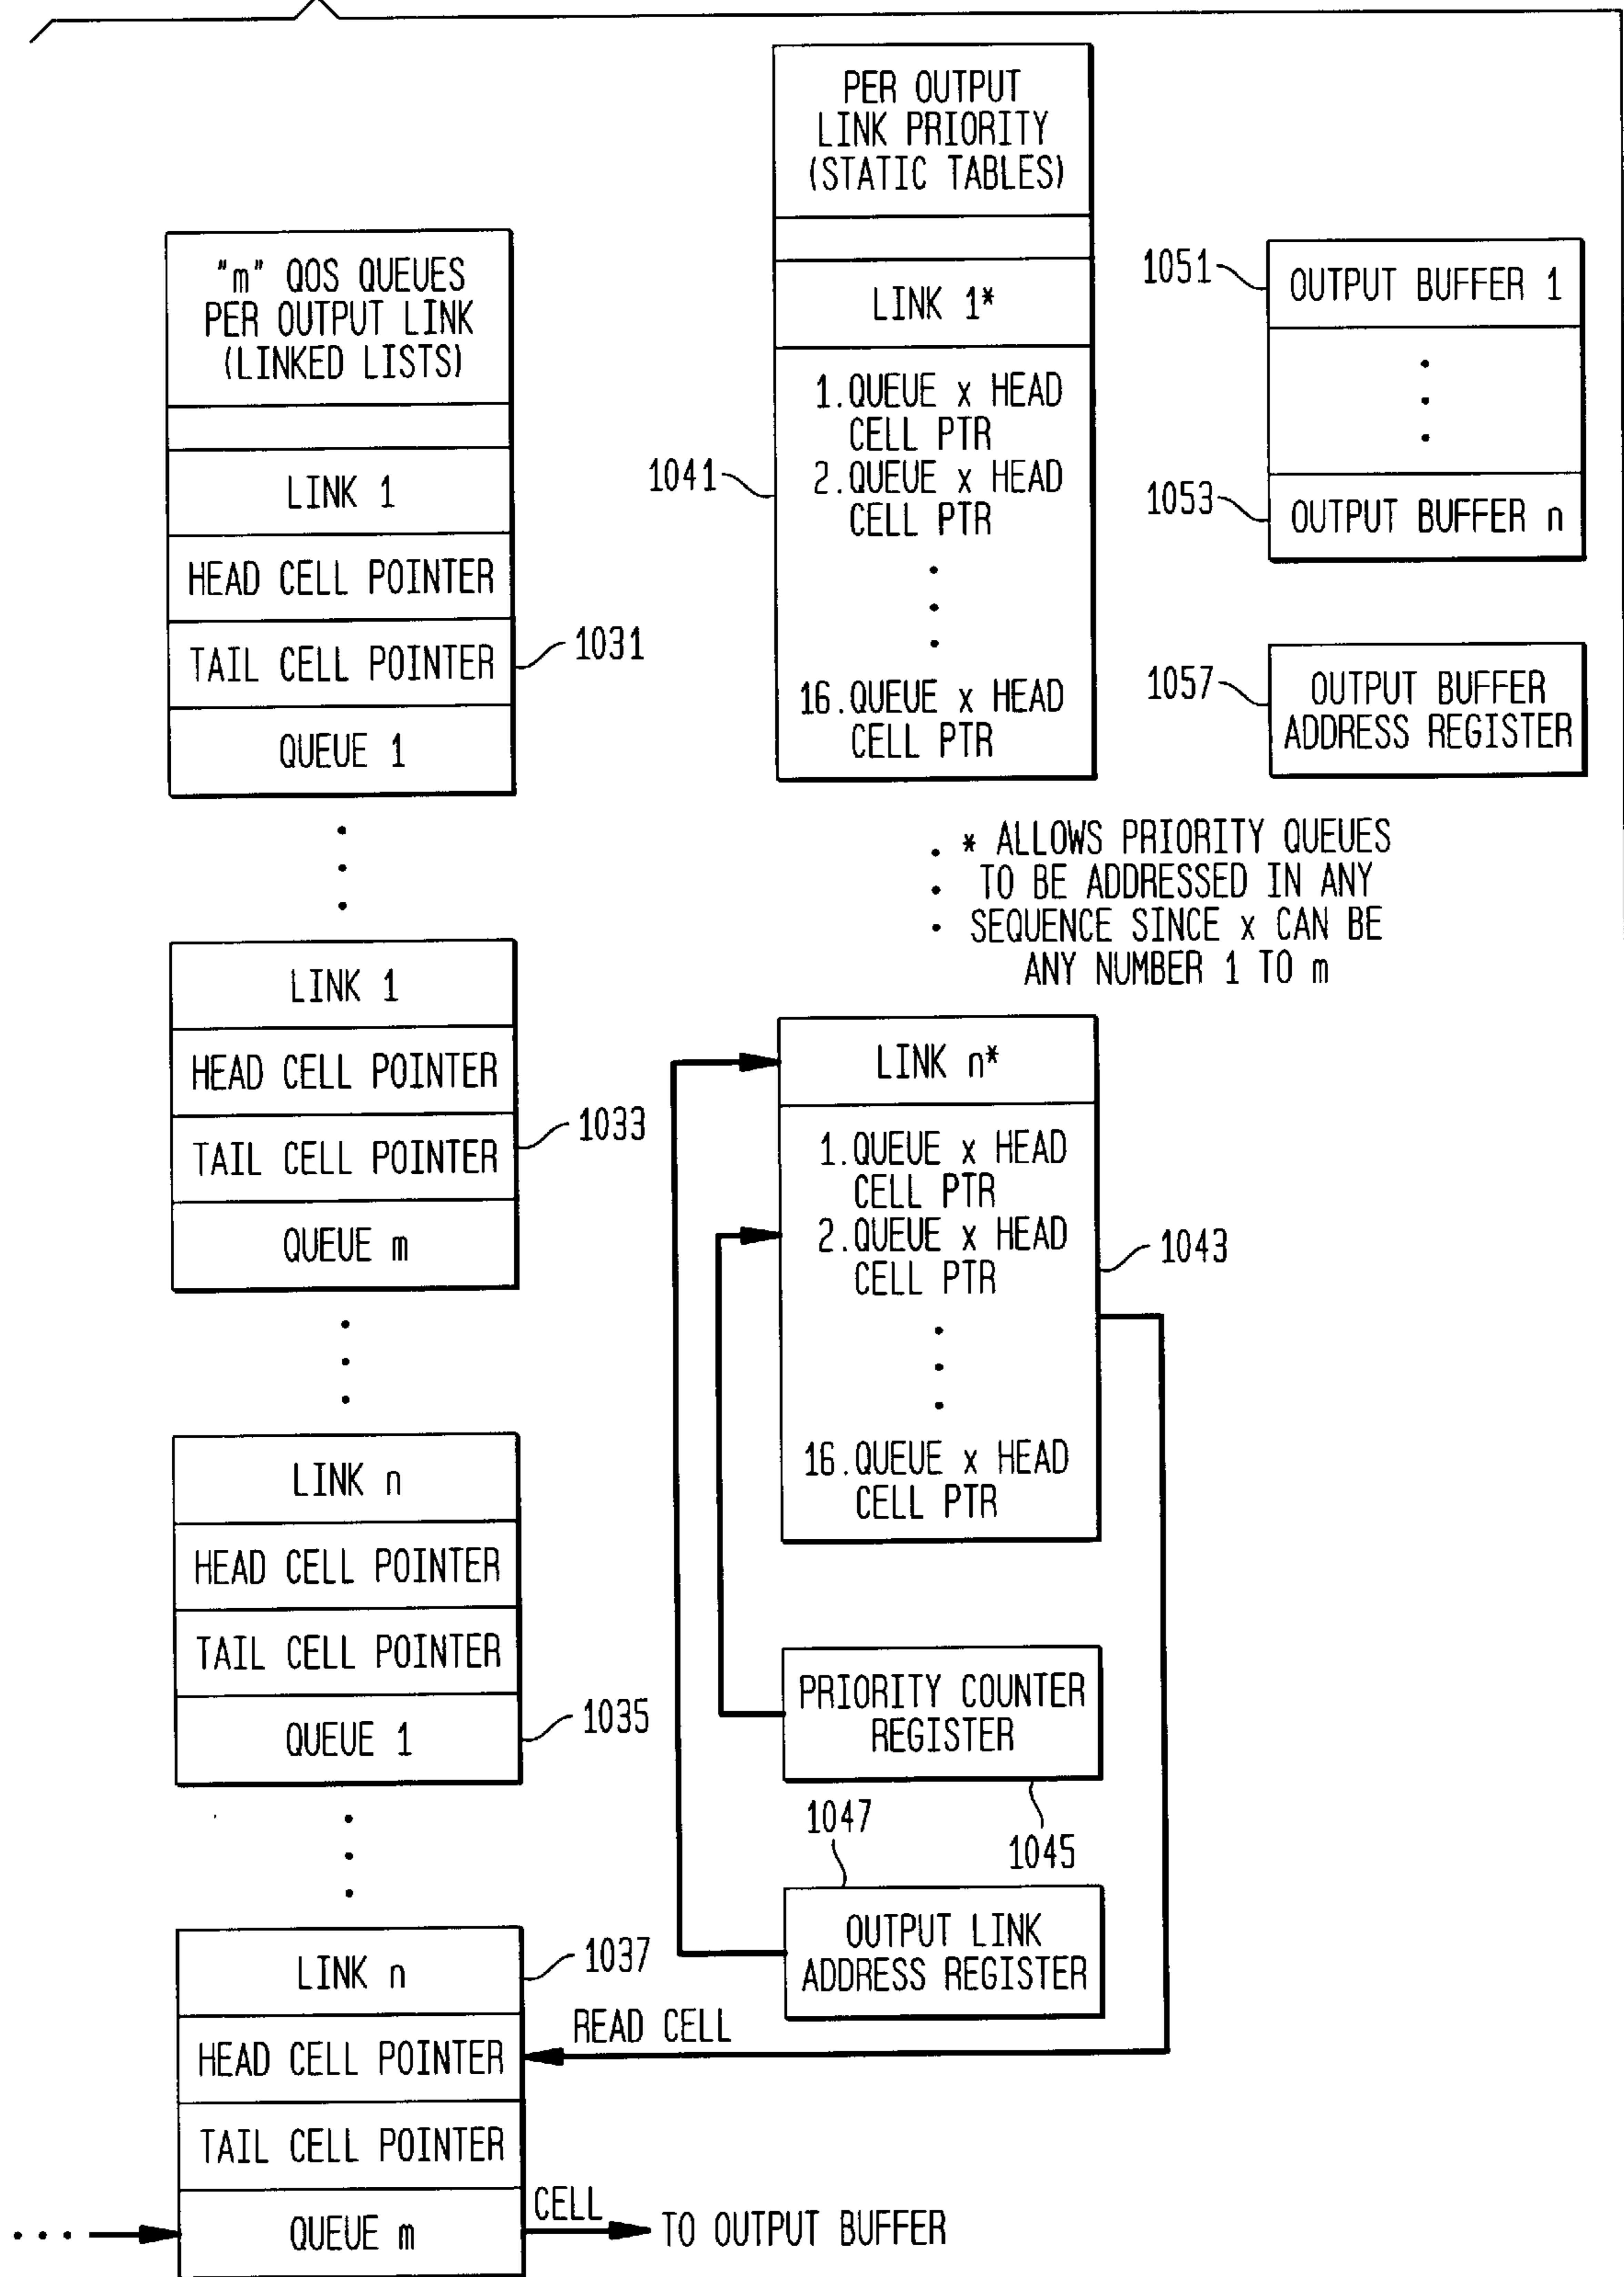 "m" QOS QUEUES
PER OUTPUT LINK
(LINKED LISTS)
LINK 1
HEAD CELL POINTER
TAIL CELL POINTER
1031
QUEUE 1
LINK 1
HEAD CELL POINTER
TAIL CELL POINTER
1033
QUEUE m
LINK n
HEAD CELL POINTER
TAIL CELL POINTER
QUEUE 1
1035
LINK n
1037
HEAD CELL POINTER
READ CELL
TAIL CELL POINTER
QUEUE m
CELL
TO OUTPUT BUFFER
PER OUTPUT
LINK PRIORITY
(STATIC TABLES)
LINK 1*
1041
1. QUEUE x HEAD
CELL PTR
2. QUEUE x HEAD
CELL PTR
16. QUEUE x HEAD
CELL PTR
* ALLOWS PRIORITY QUEUES
TO BE ADDRESSED IN ANY
SEQUENCE SINCE x CAN BE
ANY NUMBER 1 TO m
LINK n*
1. QUEUE x HEAD
CELL PTR
2. QUEUE x HEAD
CELL PTR
1043
16. QUEUE x HEAD
CELL PTR
PRIORITY COUNTER
REGISTER
1045
1047
OUTPUT LINK
ADDRESS REGISTER
1051
OUTPUT BUFFER 1
1053
OUTPUT BUFFER n
1057
OUTPUT BUFFER
ADDRESS REGISTER